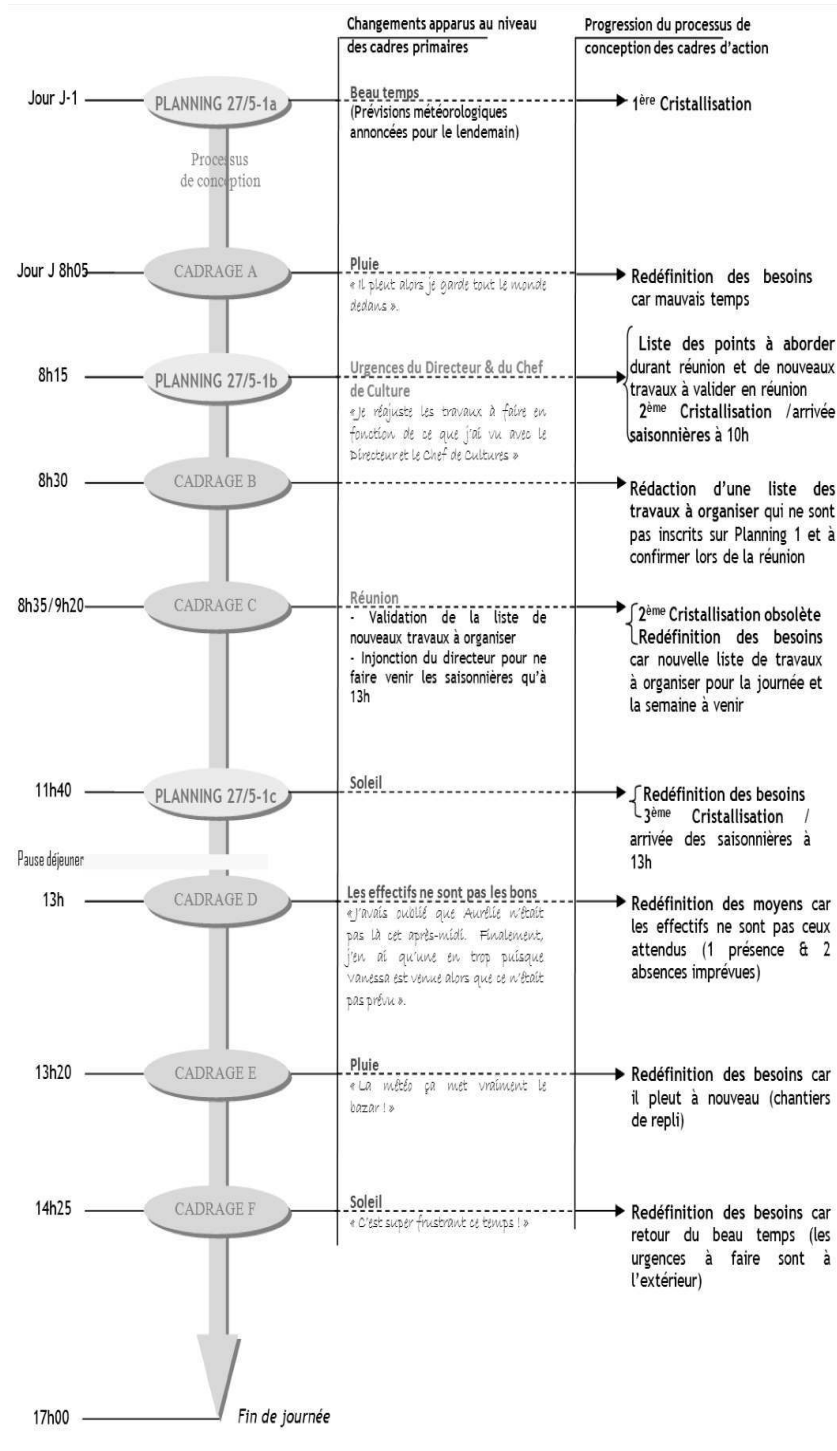 Changements apparus au niveau
des cadres primaires
Progression du processus de
conception des cadres d'action
Jour J-1
PLANNING 27/5-1a
Beau temps
(Prévisions météorologiques
annoncées pour le lendemain)
1ère Cristallisation
Processus
de conception
Jour J 8h05
CADRAGE A
Pluie
« Il pleut alors je garde tout le monde
dedans ».
Redéfinition des besoins
car mauvais temps
8h15
PLANNING 27/5-1b
Urgences du Directeur & du Chef
de Culture
«Je réajuste les travaux à faire en
fonction de ce que j'ai vu avec le
Directeur et le Chef de Cultures »
Liste des points à aborder
durant réunion et de nouveaux
travaux à valider en réunion
2ème Cristallisation /arrivée
saisonnières à 10h
8h30
CADRAGE B
Rédaction d'une liste des
travaux à organiser qui ne sont
pas inscrits sur Planning 1 et à
confirmer lors de la réunion
8h35/9h20
CADRAGE C
Réunion
- Validation de la liste de
nouveaux travaux à organiser
- Injonction du directeur pour ne
faire venir les saisonnières qu'à
13h
2ème Cristallisation obsolète
Redéfinition des besoins
car nouvelle liste de travaux
à organiser pour la journée et
la semaine à venir
11h40
PLANNING 27/5-1c
Soleil
Redéfinition des besoins
3ème Cristallisation /
arrivée des saisonnières à
13h
Pause déjeuner
13h
CADRAGE D
Les effectifs ne sont pas les bons
«J'avais oublié que Aurélie n'était
pas là cet après-midi. Finalement,
j'en ai qu'une en trop puisque
Vanessa est venue alors que ce n'était
pas prévu ».
Redéfinition des moyens car
les effectifs ne sont pas ceux
attendus (1 présence & 2
absences imprévues)
13h20
CADRAGE E
Pluie
« La météo ça met vraiment le
bazar ! »
Redéfinition des besoins car
il pleut à nouveau (chantiers
de repli)
14h25
CADRAGE F
Soleil
« C'est super frustrant ce temps ! »
Redéfinition des besoins car
retour du beau temps (les
urgences à faire sont à
l'extérieur)
17h00
Fin de journée